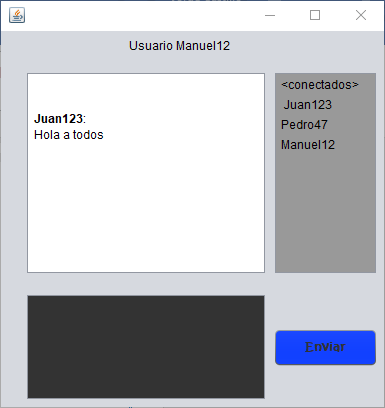 Usuario Manuel12
Juan123:
Hola a todos
<conectados>
Juan123
Pedro47
Manuel12
Enviar